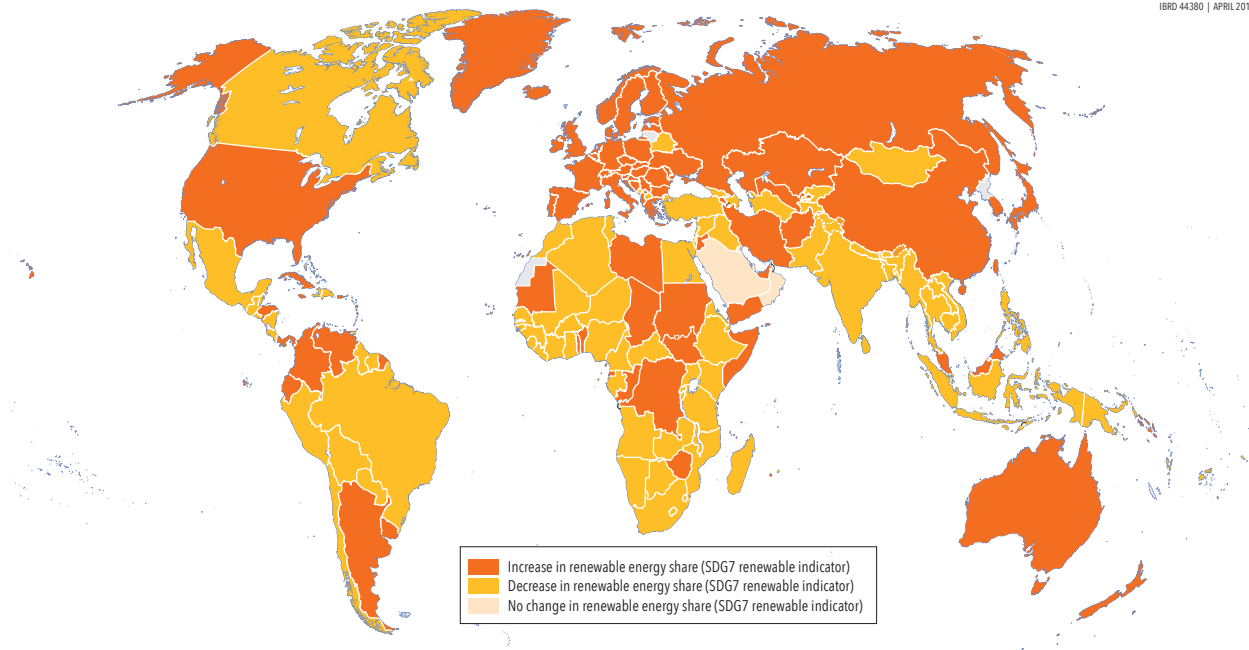 IBRD 44380 | APRIL 201
Increase in renewable energy share (SDG7 renewable indicator)
Decrease in renewable energy share (SDG7 renewable indicator)
No change in renewable energy share (SDG7 renewable indicator)